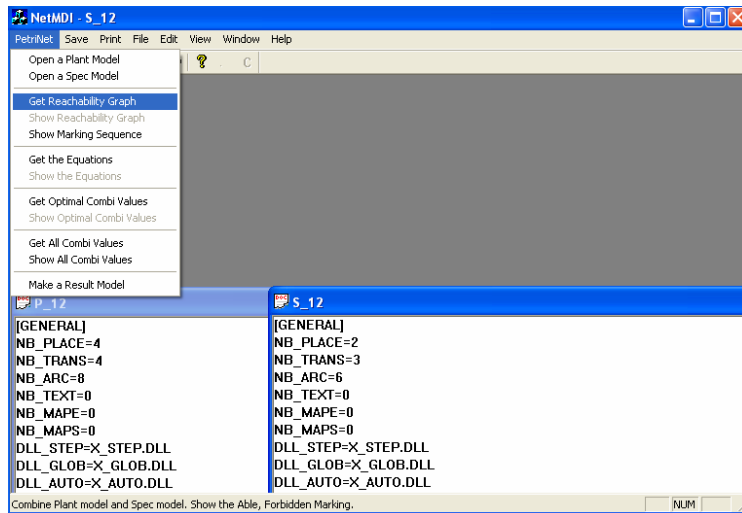 NetMDI - S_12
PetriNet Save Print File Edit View Window Help
Open a Plant Model
Open a Spec Model
Get Reachability Graph
Show Reachability Graph
Show Marking Sequence
Get the Equations
Show the Equations
Get Optimal Combi Values
Show Optimal Combi Values
Get All Combi Values
Show All Combi Values
Make a Result Model
? C
P_12
[GENERAL]
NB_PLACE=4
NB_TRANS=4
NB_ARC=8
NB_TEXT=0
NB_MAPE=0
NB_MAPS=0
DLL_STEP=X_STEP.DLL
DLL_GLOB=X_GLOB.DLL
DLL_AUTO=X_AUTO.DLL
S_12
[GENERAL]
NB_PLACE=2
NB_TRANS=3
NB_ARC=6
NB_TEXT=0
NB_MAPE=0
NB_MAPS=0
DLL_STEP=X_STEP.DLL
DLL_GLOB=X_GLOB.DLL
DLL_AUTO=X_AUTO.DLL
Combine Plant model and Spec model. Show the Able, Forbidden Marking.
NUM